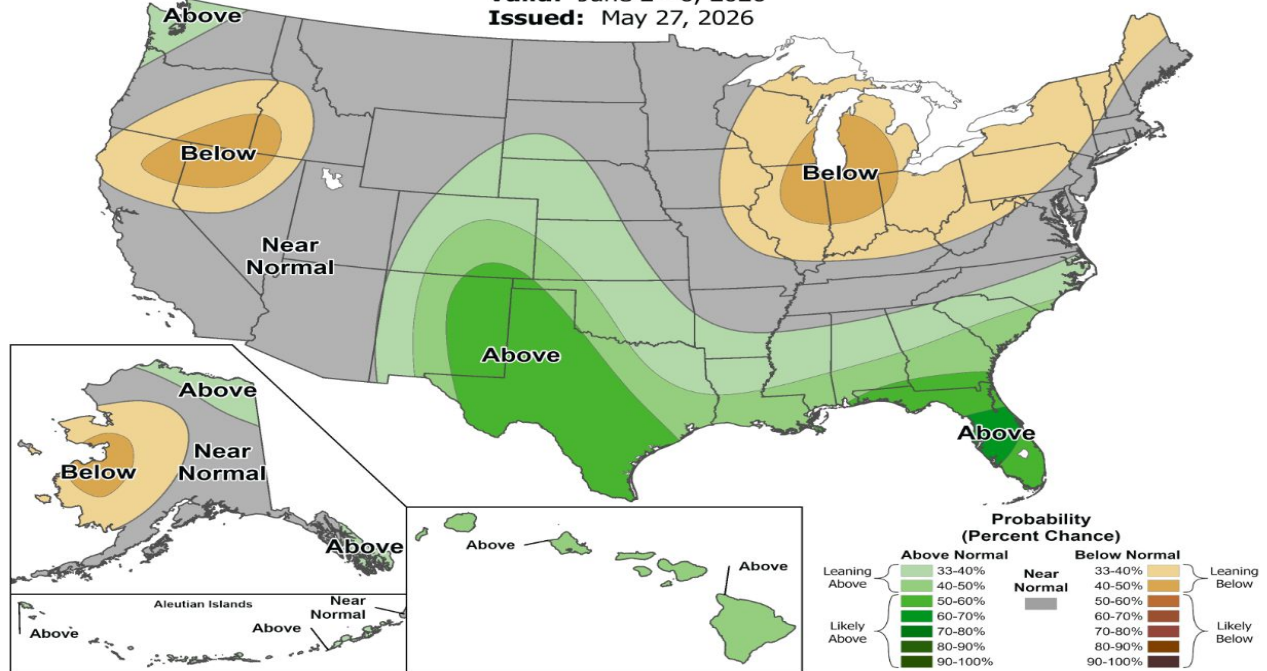 Issued: May 27, 2026
Above
Below
Below
Near
Normal
Above
Above
Above
Near
Normal
Below
Above
Above
Above
Aleutian Islands
Near
Normal
Above
Above
Probability
(Percent Chance)
Above Normal
Below Normal
Leaning
Above
33-40%
40-50%
50-60%
60-70%
70-80%
80-90%
90-100%
Likely
Above
Near
Normal
33-40%
40-50%
50-60%
60-70%
70-80%
80-90%
90-100%
Leaning
Below
Likely
Below